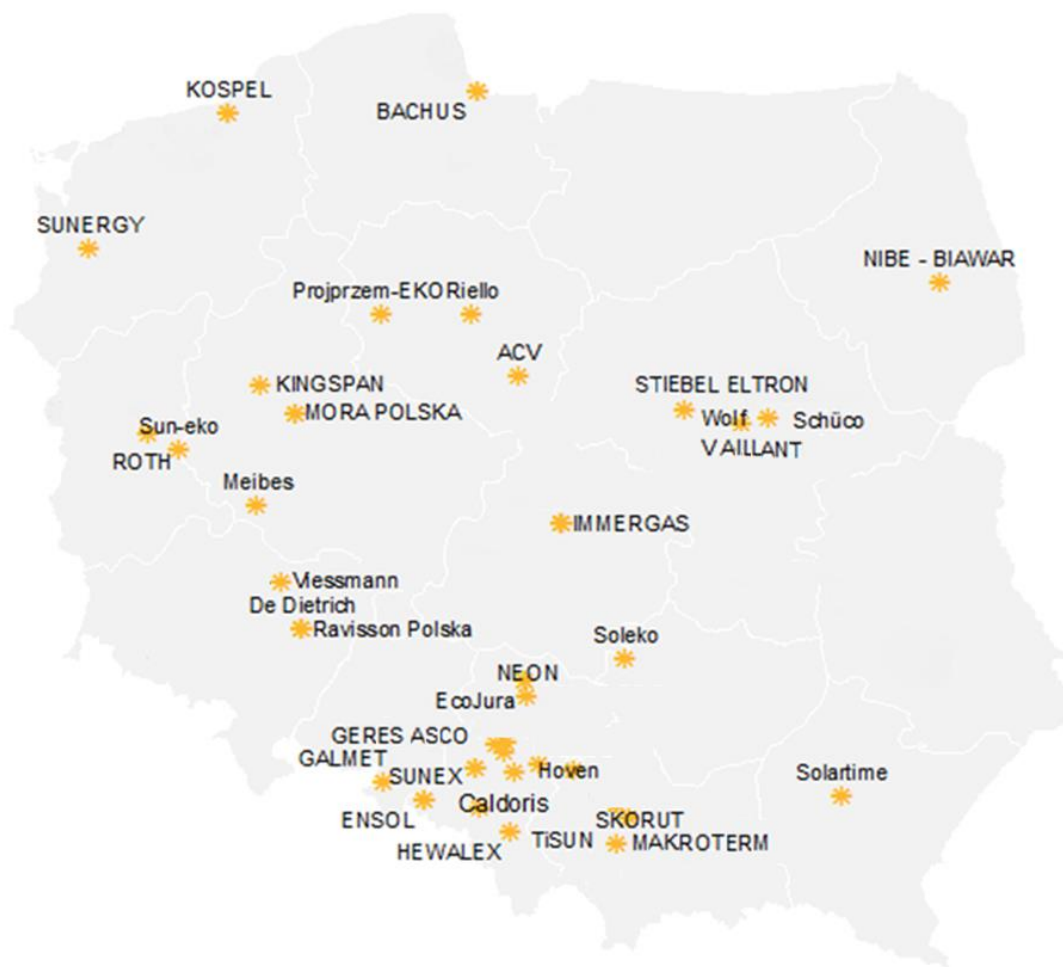 KOSPEL
BACHUS
SUNERGY
NIBE - BIAWAR
Projprzem-EKO
Riello
ACV
KINGSPAN
STIEBEL ELTRON
MORA POLSKA
Wolf
Schüco
Sun-eko
VAILLANT
ROTH
Meibes
IMMERGAS
Viessmann
De Dietrich
Ravisson Polska
Soleko
NEON
EcoJura
GERES ASCO
GALMET
SUNEX
Hoven
Solartime
Caldoris
ENSOL
SKORUT
TiSUN
MAKROTERM
HEWALEX